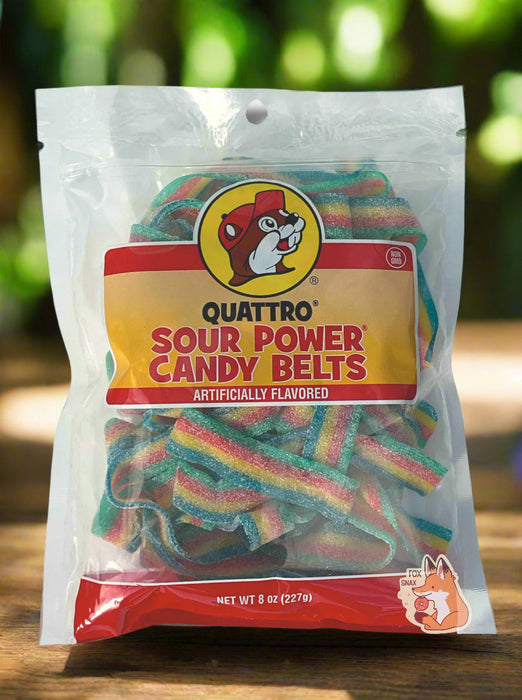 NON
GMO
®
QUATTRO®
SOUR POWER®
CANDY BELTS
ARTIFICIALLY FLAVORED
NET WT 8 OZ (227g)
FOX
SNAX